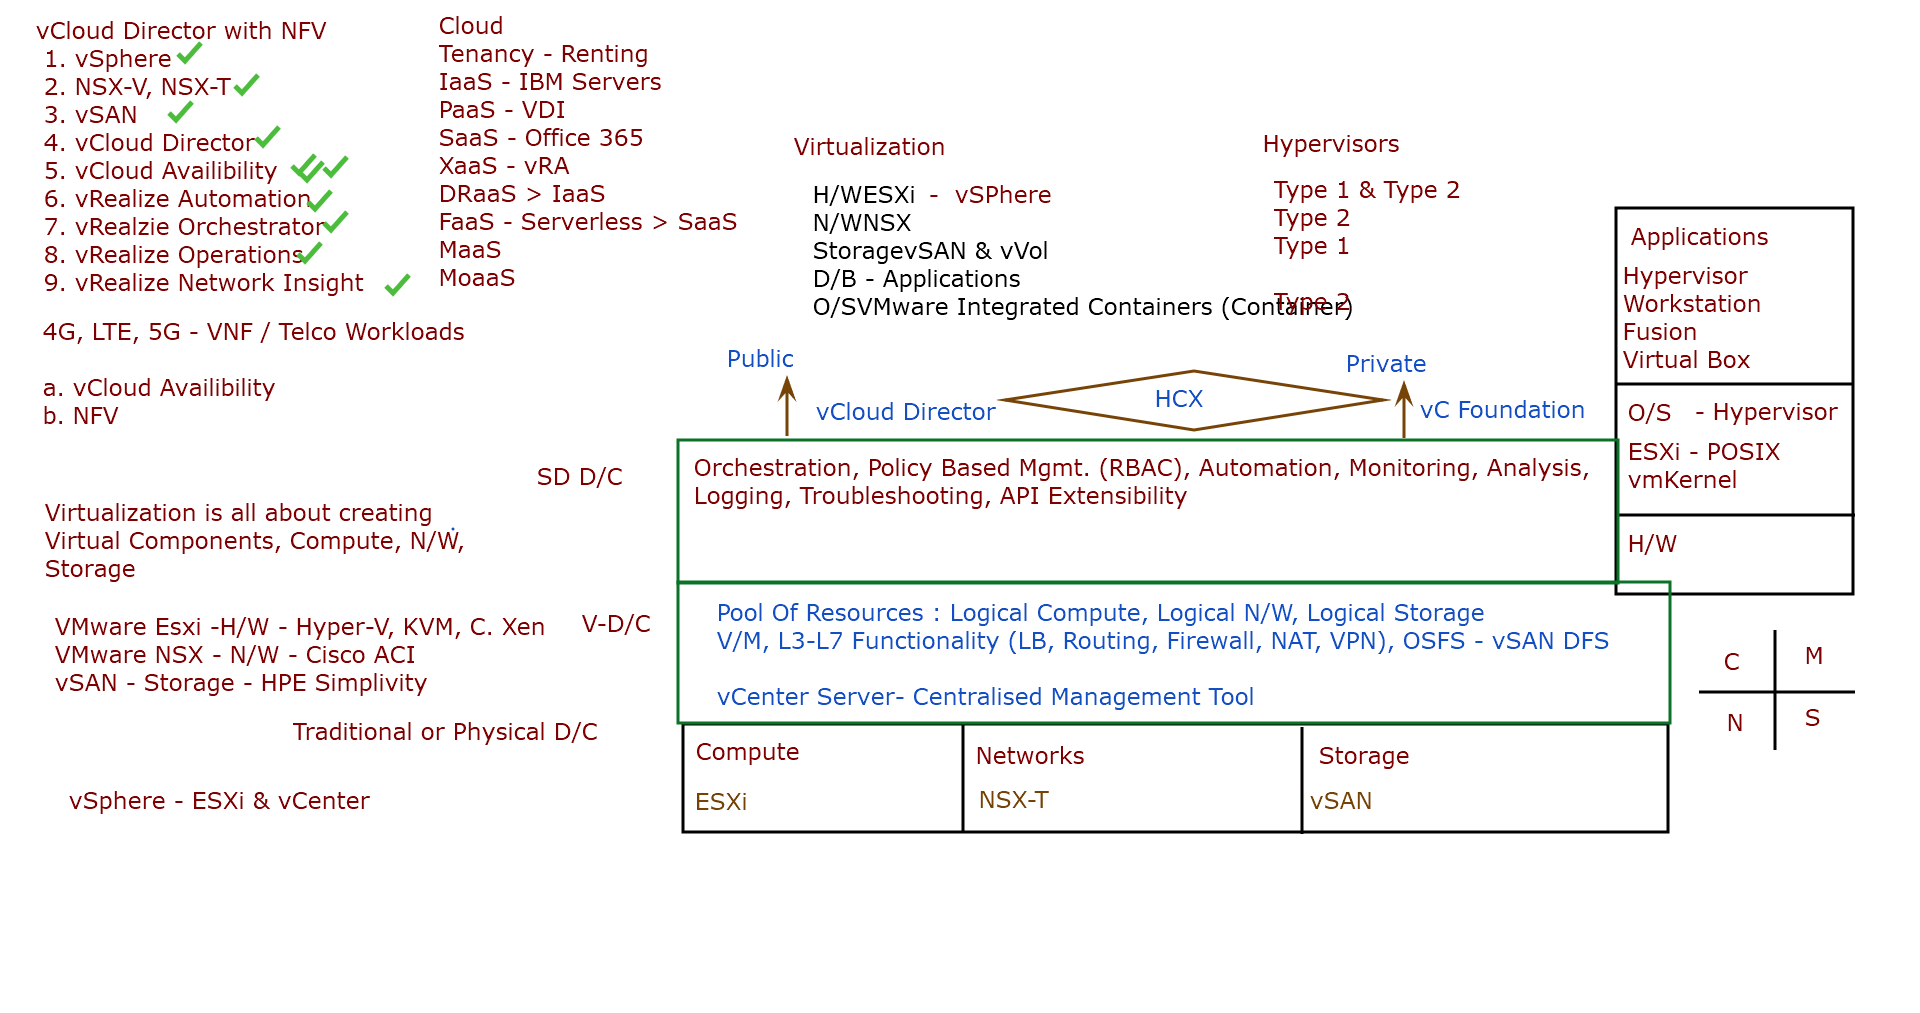 vCloud Director with NFV
1. vSphere
2. NSX-V, NSX-T
3. vSAN
4. vCloud Director
5. vCloud Availibility
6. vRealize Automation
7. vRealzie Orchestrator
8. vRealize Operations
9. vRealize Network Insight
4G, LTE, 5G - VNF / Telco Workloads
a. vCloud Availibility
b. NFV
Cloud
Tenancy - Renting
IaaS - IBM Servers
PaaS - VDI
SaaS - Office 365
XaaS - vRA
DRaaS > IaaS
FaaS - Serverless > SaaS
MaaS
MoaaS
Virtualization
H/WESXi - vSPhere
N/WNSX
StoragevSAN & vVol
D/B - Applications
O/SVMware Integrated Containers (Container)
Hypervisors
Type 1 & Type 2
Type 2
Type 1
Type 2
Applications
Hypervisor
Workstation
Fusion
Virtual Box
O/S - Hypervisor
ESXi - POSIX
vmKernel
H/W
Public
vCloud Director
HCX
Private
vC Foundation
SD D/C
Orchestration, Policy Based Mgmt. (RBAC), Automation, Monitoring, Analysis,
Logging, Troubleshooting, API Extensibility
Virtualization is all about creating
Virtual Components, Compute, N/W,
Storage
VMware Esxi -H/W - Hyper-V, KVM, C. Xen
VMware NSX - N/W - Cisco ACI
vSAN - Storage - HPE Simplivity
V-D/C
Pool Of Resources : Logical Compute, Logical N/W, Logical Storage
V/M, L3-L7 Functionality (LB, Routing, Firewall, NAT, VPN), OSFS - vSAN DFS
vCenter Server- Centralised Management Tool
C
M
N
S
Traditional or Physical D/C
Compute
ESXi
Networks
NSX-T
Storage
vSAN
vSphere - ESXi & vCenter